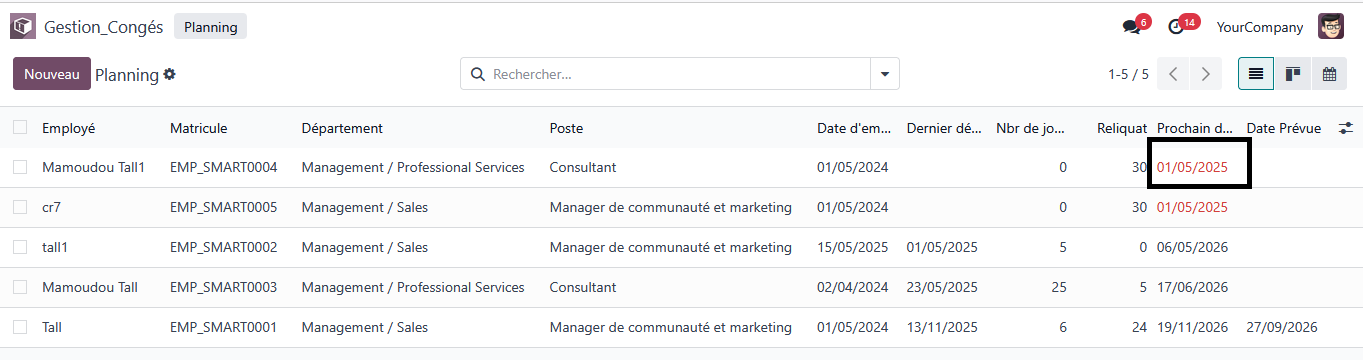 Gestion_Congés Planning 6 14 YourCompany
Nouveau Planning Rechercher... 1-5 / 5
Employé Matricule Département Poste Date d'em... Dernier dé... Nbr de jo... Reliquat Prochain d... Date Prévue
Mamoudou Tall1 EMP_SMART0004 Management / Professional Services Consultant 01/05/2024 0 30 01/05/2025
cr7 EMP_SMART0005 Management / Sales Manager de communauté et marketing 01/05/2024 0 30 01/05/2025
tall1 EMP_SMART0002 Management / Sales Manager de communauté et marketing 15/05/2025 01/05/2025 5 0 06/05/2026
Mamoudou Tall EMP_SMART0003 Management / Professional Services Consultant 02/04/2024 23/05/2025 25 5 17/06/2026
Tall EMP_SMART0001 Management / Sales Manager de communauté et marketing 01/05/2024 13/11/2025 6 24 19/11/2026 27/09/2026